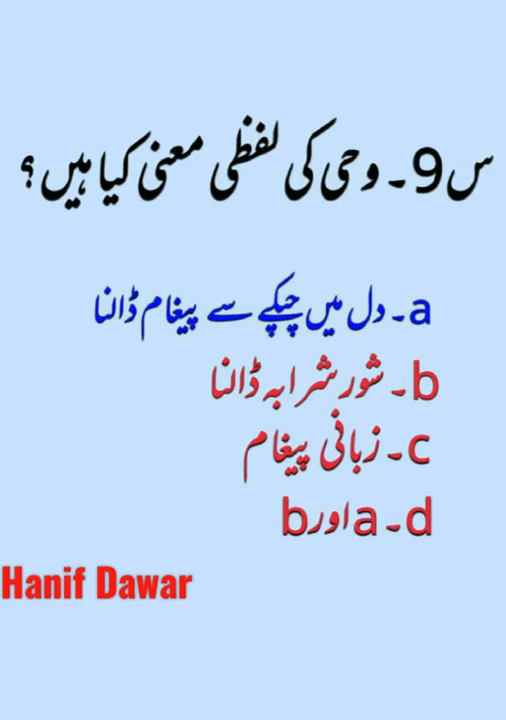 س9۔ وحی کی لفظی معنی کیا ہیں؟
a۔ دل میں چپکے سے پیغام ڈالنا
b۔ شور شرابہ ڈالنا
c۔ زبانی پیغام
d۔ a اور b
Hanif Dawar